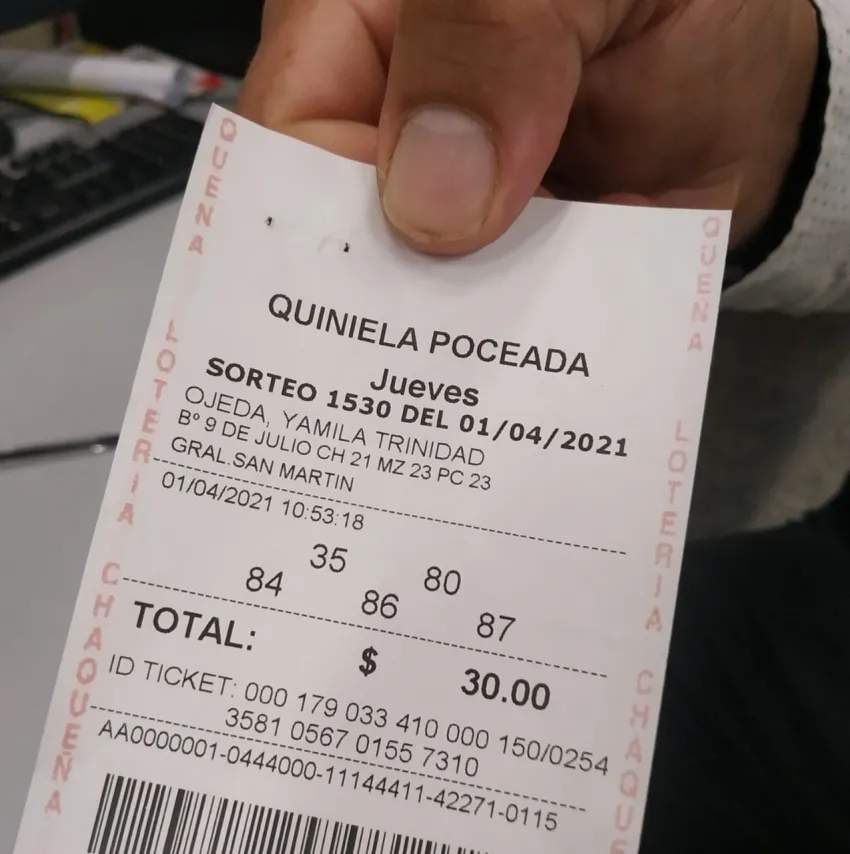 QUINIELA POCEADA
Jueves
SORTEO 1530 DEL 01/04/2021
OJEDA, YAMILA TRINIDAD
Bº 9 DE JULIO CH 21 MZ 23 PC 23
GRAL.SAN MARTIN
01/04/2021 10:53:18
35 80
84 86 87
TOTAL: $ 30.00
ID TICKET: 000 179 033 410 000 150/0254
3581 0567 0155 7310
AA0000001-0444000-11144411-42271-0115
QUEÑA LOTERIA CHAQUEÑA
QUEÑA LOTERIA CHAQUE